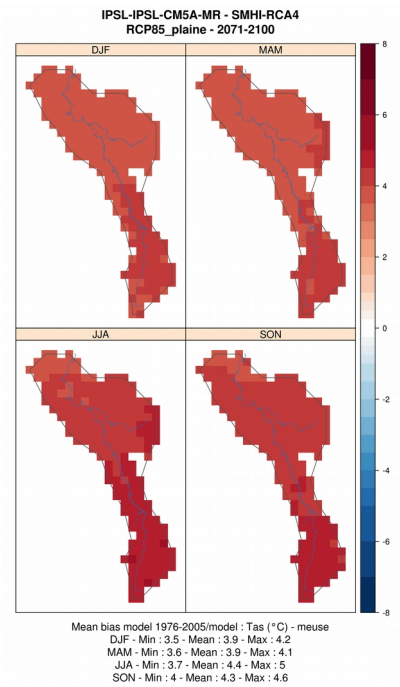 IPSL-IPSL-CM5A-MR - SMHI-RCA4
RCP85_plaine - 2071-2100
DJF
MAM
JJA
SON
8
6
4
2
0
-2
-4
-6
-8
Mean bias model 1976-2005/model : Tas (°C) - meuse
DJF - Min : 3.5 - Mean : 3.9 - Max : 4.2
MAM - Min : 3.6 - Mean : 3.9 - Max : 4.1
JJA - Min : 3.7 - Mean : 4.4 - Max : 5
SON - Min : 4 - Mean : 4.3 - Max : 4.6